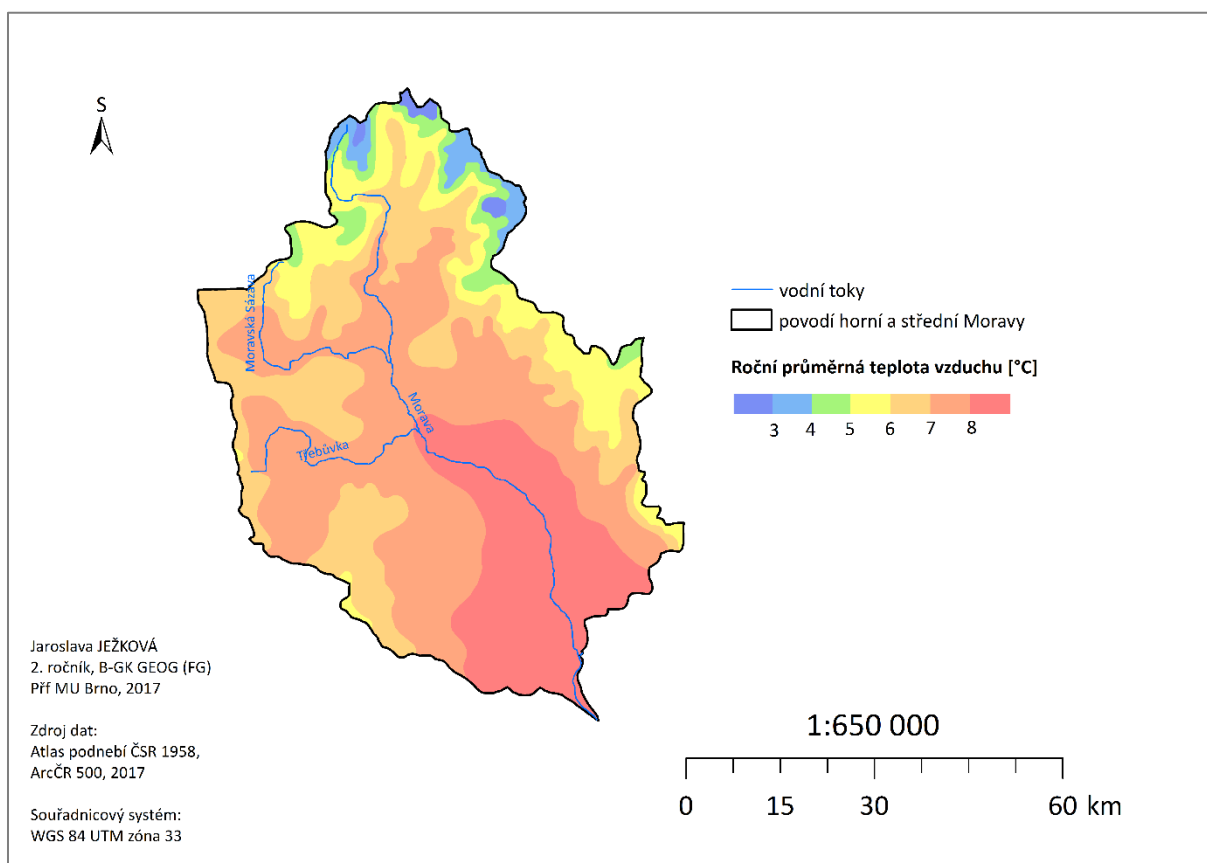 S
vodní toky
povodí horní a střední Moravy
Roční průměrná teplota vzduchu [°C]
3 4 5 6 7 8
Moravská Sázava
Morava
Třebůvka
Jaroslava JEŽKOVÁ
2. ročník, B-GK GEOG (FG)
Přf MU Brno, 2017
Zdroj dat:
Atlas podnebí ČSR 1958,
ArcČR 500, 2017
Souřadnicový systém:
WGS 84 UTM zóna 33
1:650 000
0 15 30 60 km